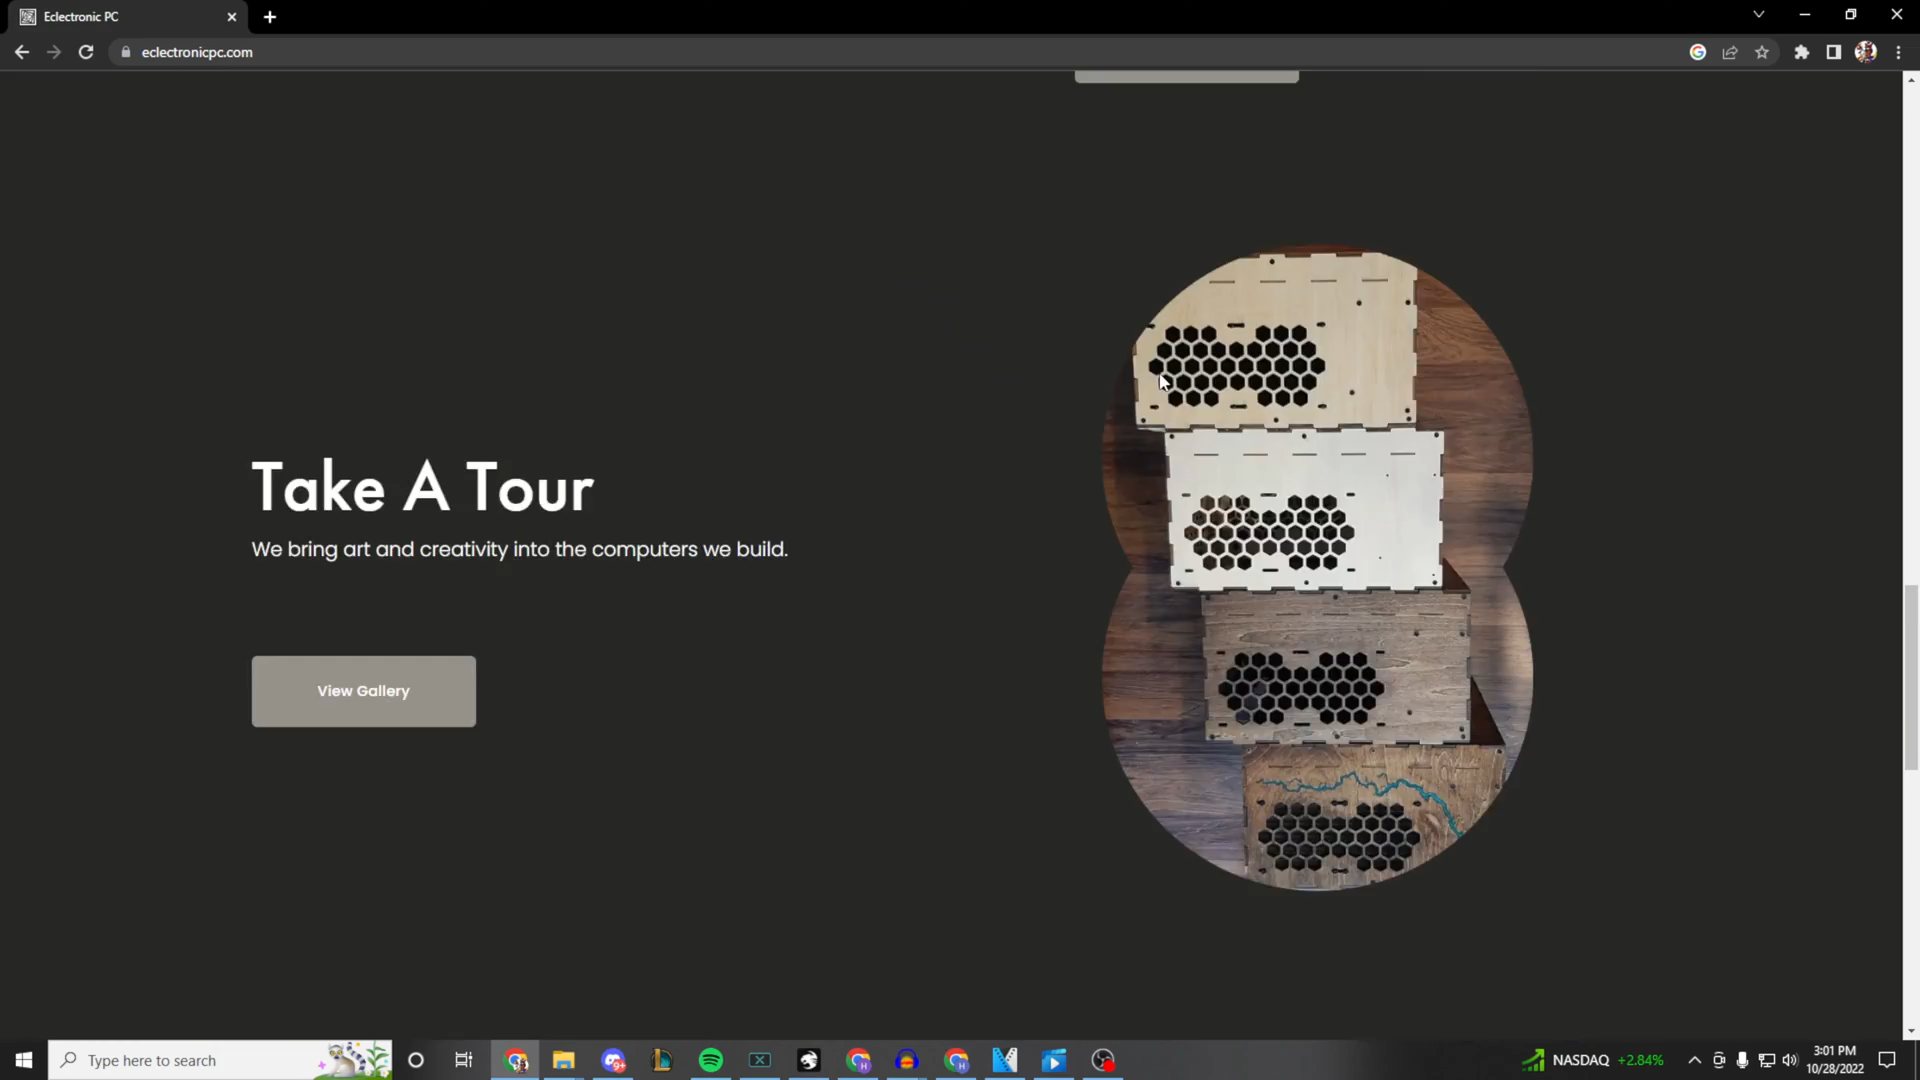 Eclectronic PC
eclectronicpc.com
Take A Tour
We bring art and creativity into the computers we build.
View Gallery
Type here to search
9+
NASDAQ +2.84%
3:01 PM
10/28/2022